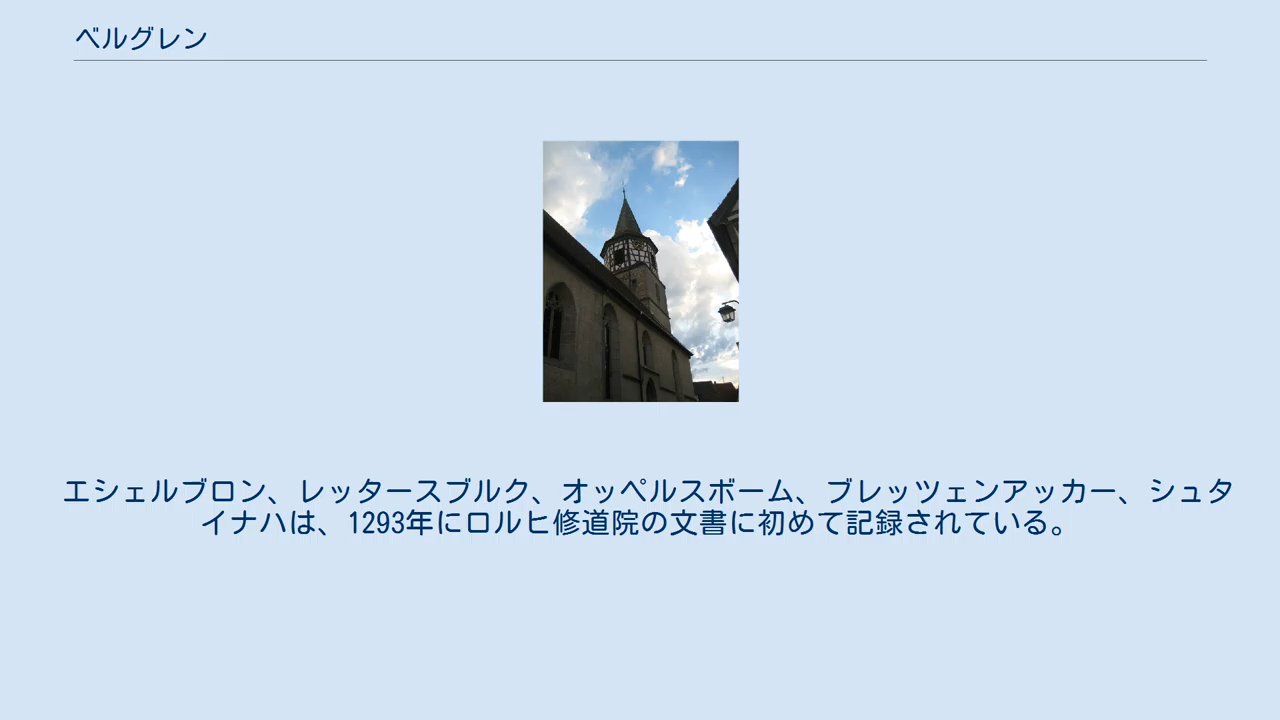 ベルグレン
エシェルブロン、レッタースブルク、オッペルスボーム、ブレッツェンアッカー、シュタ
イナハは、1293年にロルヒ修道院の文書に初めて記録されている。